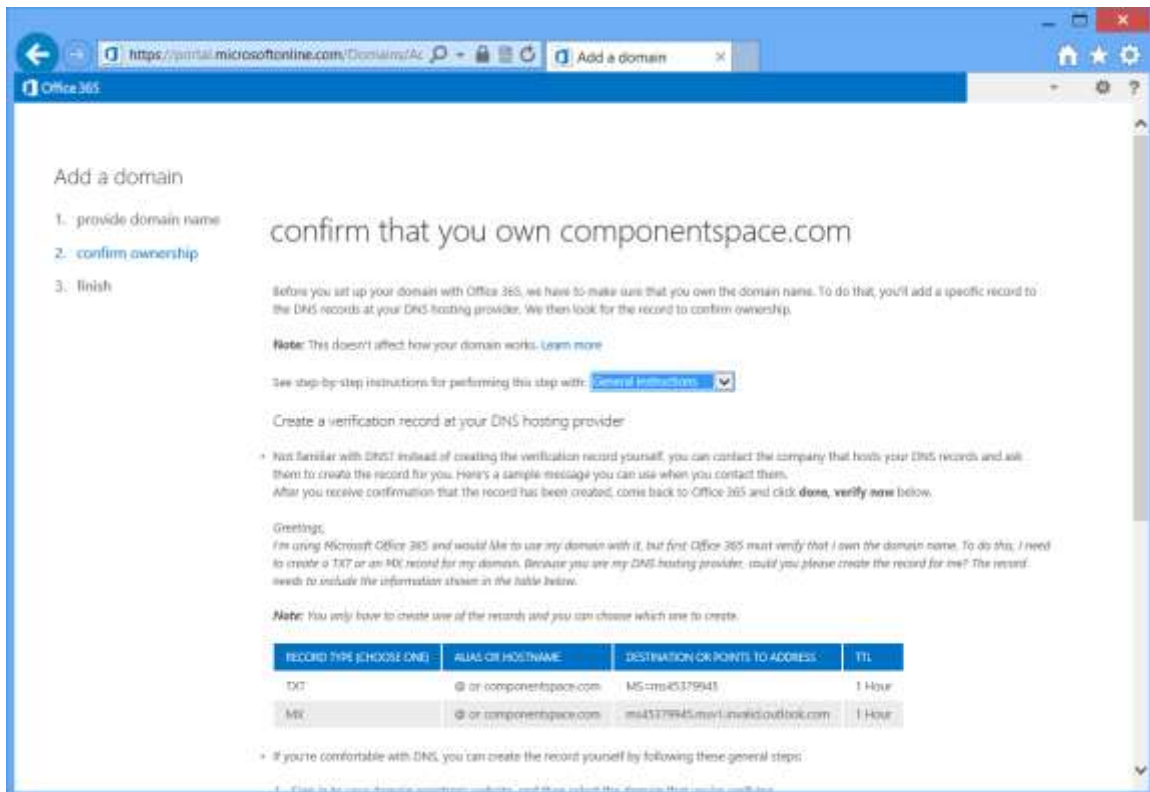 https://portal.microsoftonline.com/Domains/Ac
Add a domain
Office 365
?
Add a domain
1. provide domain name
2. confirm ownership
3. finish
confirm that you own componentspace.com
Before you set up your domain with Office 365, we have to make sure that you own the domain name. To do that, you'll add a specific record to
the DNS records at your DNS hosting provider. We then look for the record to confirm ownership.
Note: This doesn't affect how your domain works. Learn more
See step-by-step instructions for performing this step with: General instructions
Create a verification record at your DNS hosting provider
Not familiar with DNS? Instead of creating the verification record yourself, you can contact the company that hosts your DNS records and ask
them to create the record for you. Here's a sample message you can use when you contact them.
After you receive confirmation that the record has been created, come back to Office 365 and click done, verify now below.
Greetings,
I'm using Microsoft Office 365 and would like to use my domain with it, but first Office 365 must verify that I own the domain name. To do this, I need
to create a TXT or an MX record for my domain. Because you are my DNS hosting provider, could you please create the record for me? The record
needs to include the information shown in the table below.
Note: You only have to create one of the records and you can choose which one to create.
RECORD TYPE (CHOOSE ONE) ALIAS OR HOSTNAME DESTINATION OR POINTS TO ADDRESS TTL
TXT @ or componentspace.com MS=ms45379945 1 Hour
MX @ or componentspace.com ms45379945.msv1.invalid.outlook.com 1 Hour
If you're comfortable with DNS, you can create the record yourself by following these general steps: